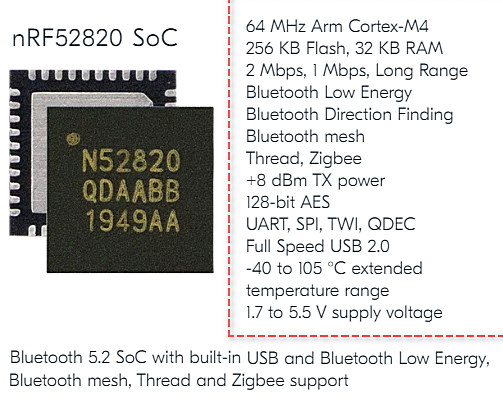 nRF52820 SoC
N52820
QDAABB
1949AA
64 MHz Arm Cortex-M4
256 KB Flash, 32 KB RAM
2 Mbps, 1 Mbps, Long Range
Bluetooth Low Energy
Bluetooth Direction Finding
Bluetooth mesh
Thread, Zigbee
+8 dBm TX power
128-bit AES
UART, SPI, TWI, QDEC
Full Speed USB 2.0
-40 to 105 °C extended
temperature range
1.7 to 5.5 V supply voltage
Bluetooth 5.2 SoC with built-in USB and Bluetooth Low Energy,
Bluetooth mesh, Thread and Zigbee support